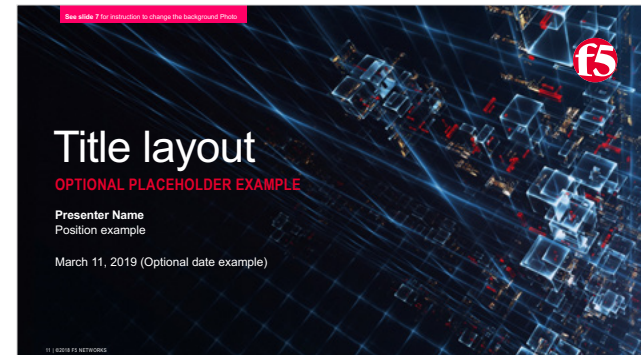 See slide 7 for instruction to change the background Photo
f5
Title layout
OPTIONAL PLACEHOLDER EXAMPLE
Presenter Name
Position example
March 11, 2019 (Optional date example)
11 | ©2018 F5 NETWORKS